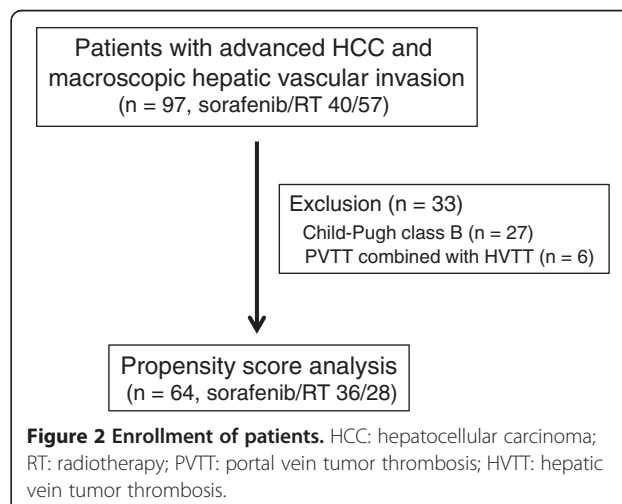 Patients with advanced HCC and
macroscopic hepatic vascular invasion
(n = 97, sorafenib/RT 40/57)
Exclusion (n = 33)
Child-Pugh class B (n = 27)
PVTT combined with HVTT (n = 6)
Propensity score analysis
(n = 64, sorafenib/RT 36/28)
Figure 2 Enrollment of patients. HCC: hepatocellular carcinoma;
RT: radiotherapy; PVTT: portal vein tumor thrombosis; HVTT: hepatic
vein tumor thrombosis.